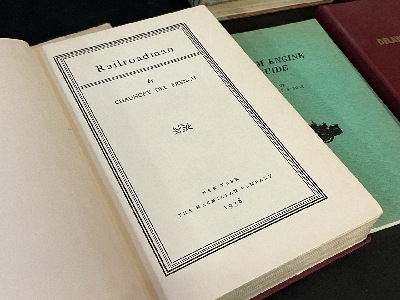 Railroadman
by
CHAUNCEY DEL FRENCH
NEW YORK
THE MACMILLAN COMPANY
1938
M ENGINE
GUIDE